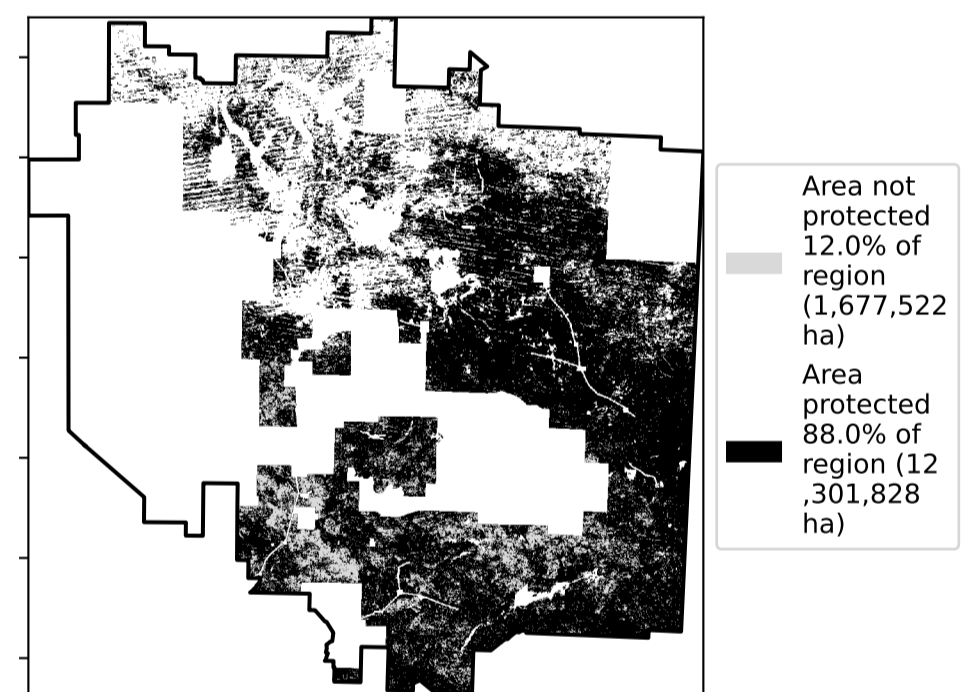 Area not
protected
12.0% of
region
(1,677,522
ha)
Area
protected
88.0% of
region (12
,301,828
ha)